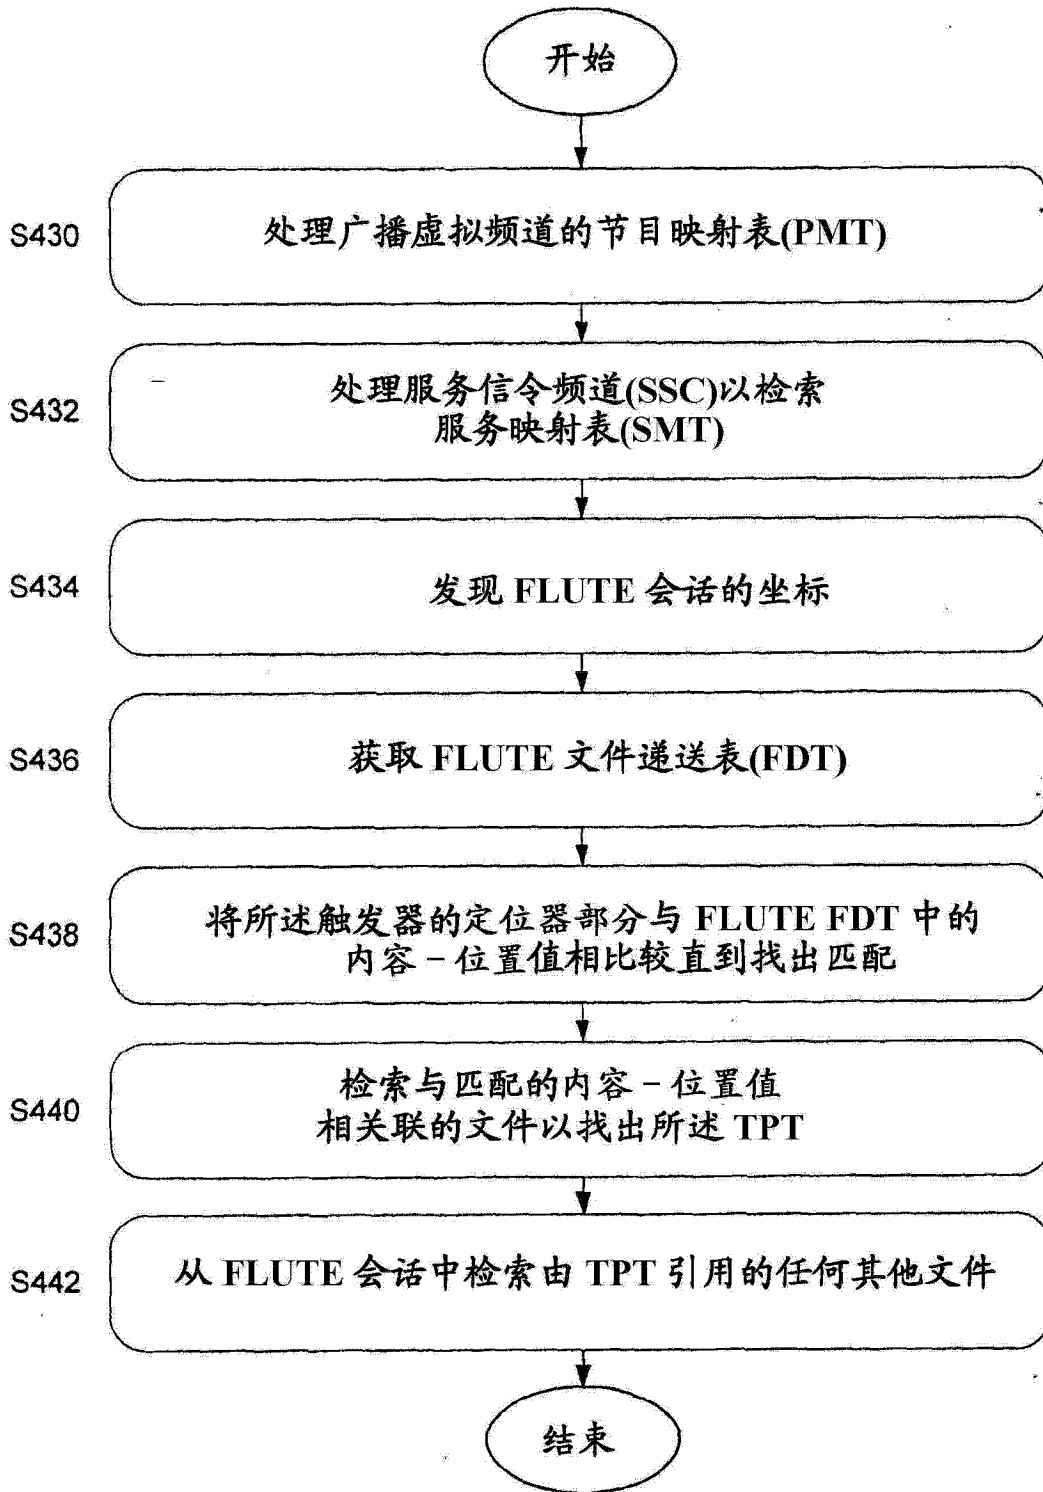 开始
S430
处理广播虚拟频道的节目映射表(PMT)
S432
处理服务信令频道(SSC)以检索
服务映射表(SMT)
S434
发现 FLUTE 会话的坐标
S436
获取 FLUTE 文件递送表(FDT)
S438
将所述触发器的定位器部分与 FLUTE FDT 中的
内容－位置值相比较直到找出匹配
S440
检索与匹配的内容－位置值
相关联的文件以找出所述 TPT
S442
从 FLUTE 会话中检索由 TPT 引用的任何其他文件
结束